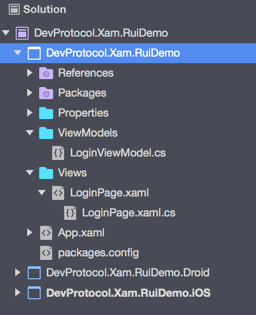 Solution
DevProtocol.Xam.RuiDemo
DevProtocol.Xam.RuiDemo
References
Packages
Properties
ViewModels
LoginViewModel.cs
Views
LoginPage.xaml
LoginPage.xaml.cs
App.xaml
packages.config
DevProtocol.Xam.RuiDemo.Droid
DevProtocol.Xam.RuiDemo.iOS